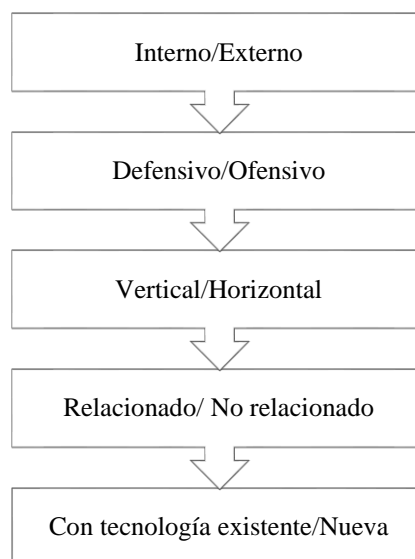 Interno/Externo
Defensivo/Ofensivo
Vertical/Horizontal
Relacionado/ No relacionado
Con tecnología existente/Nueva